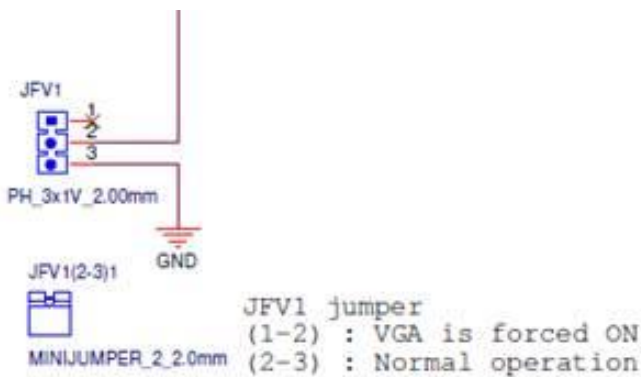 JFV1
1
2
3
PH_3x1V_2.00mm
GND
JFV1(2-3)1
MINIJUMPER_2_2.0mm
JFV1 jumper
(1-2) : VGA is forced ON
(2-3) : Normal operation